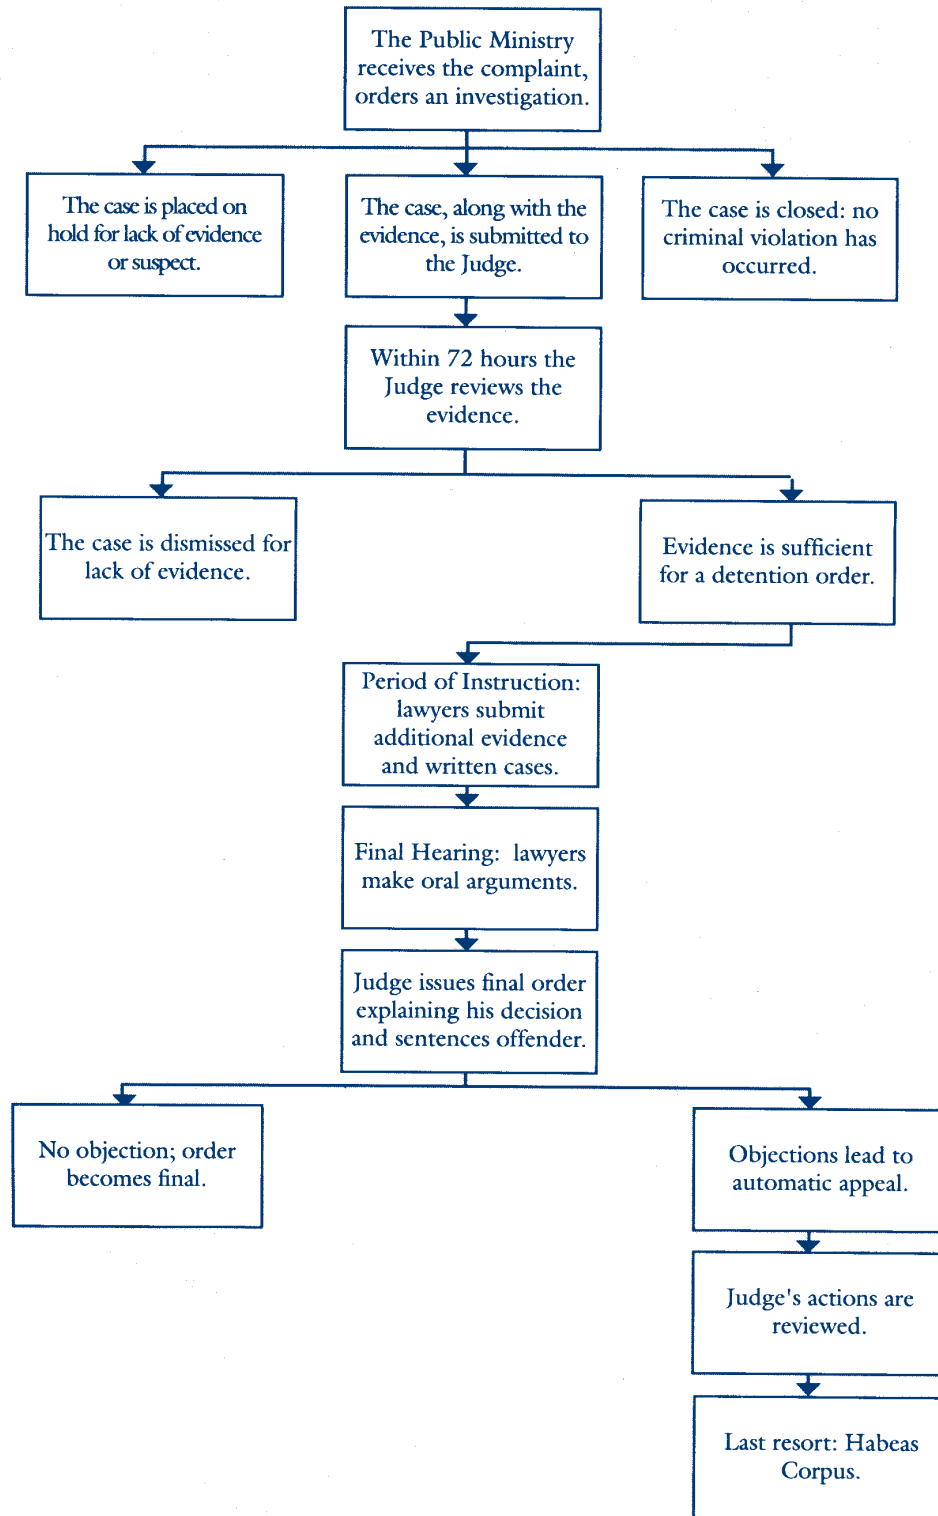 The Public Ministry
receives the complaint,
orders an investigation.
The case is placed on
hold for lack of evidence
or suspect.
The case, along with the
evidence, is submitted to
the Judge.
The case is closed: no
criminal violation has
occurred.
Within 72 hours the
Judge reviews the
evidence.
The case is dismissed for
lack of evidence.
Evidence is sufficient
for a detention order.
Period of Instruction:
lawyers submit
additional evidence
and written cases.
Final Hearing: lawyers
make oral arguments.
Judge issues final order
explaining his decision
and sentences offender.
No objection; order
becomes final.
Objections lead to
automatic appeal.
Judge's actions are
reviewed.
Last resort: Habeas
Corpus.